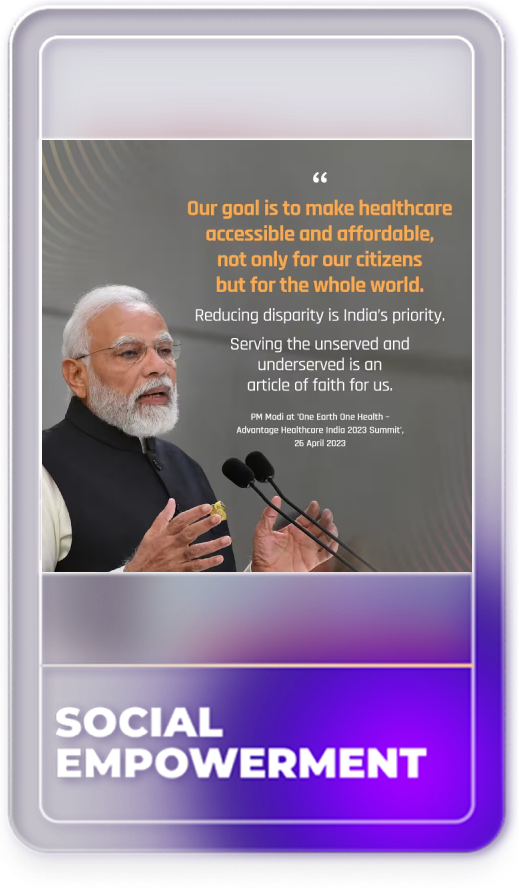 “
Our goal is to make healthcare
accessible and affordable,
not only for our citizens
but for the whole world.
Reducing disparity is India's priority.
Serving the unserved and
underserved is an
article of faith for us.
PM Modi at 'One Earth One Health –
Advantage Healthcare India 2023 Summit',
26 April 2023
SOCIAL
EMPOWERMENT